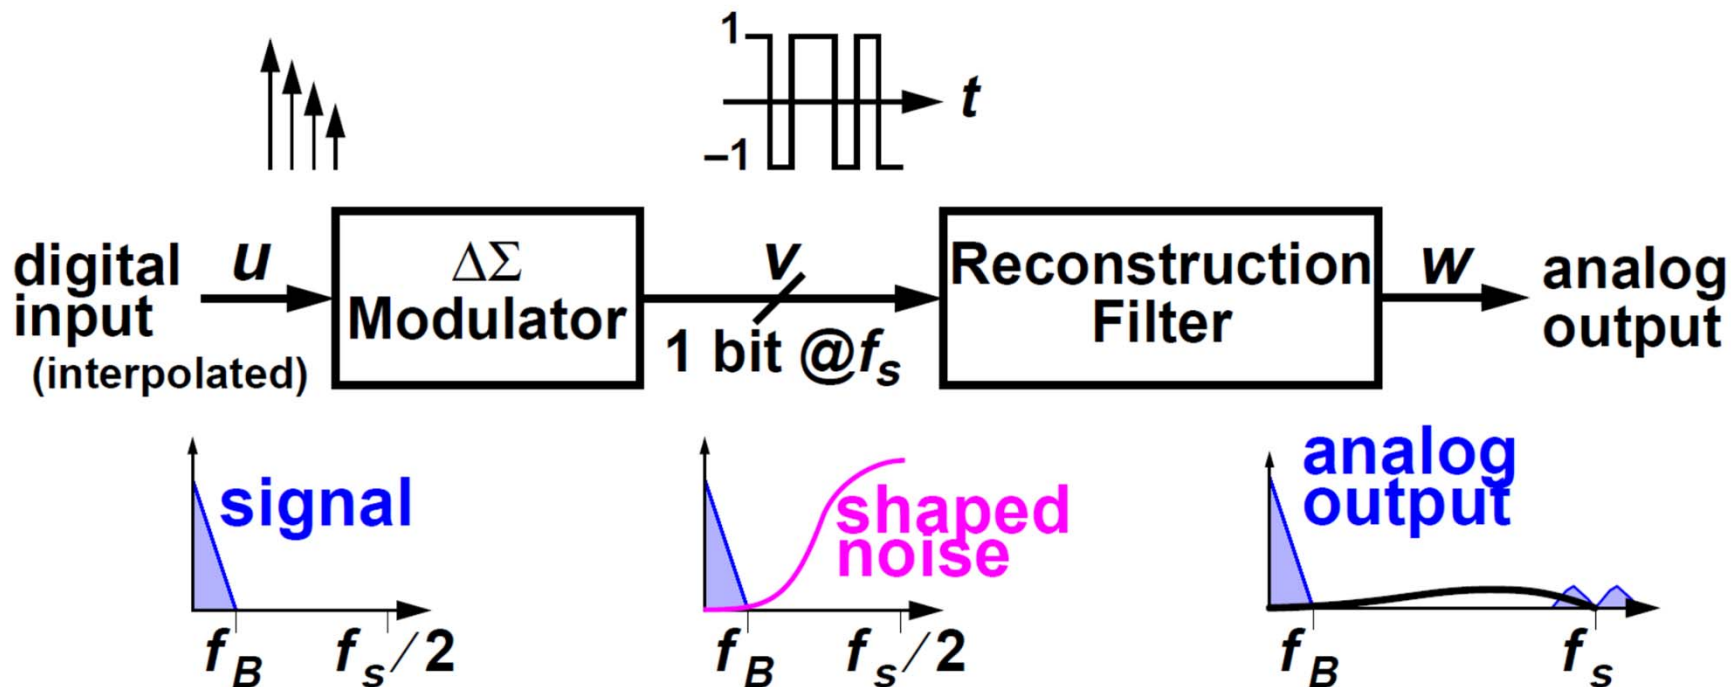 1
–1
t
digital
input
(interpolated)
u
ΔΣ
Modulator
v
1 bit @fs
Reconstruction
Filter
w
analog
output
signal
fB
fs/2
shaped
noise
fB
fs/2
analog
output
fB
fs